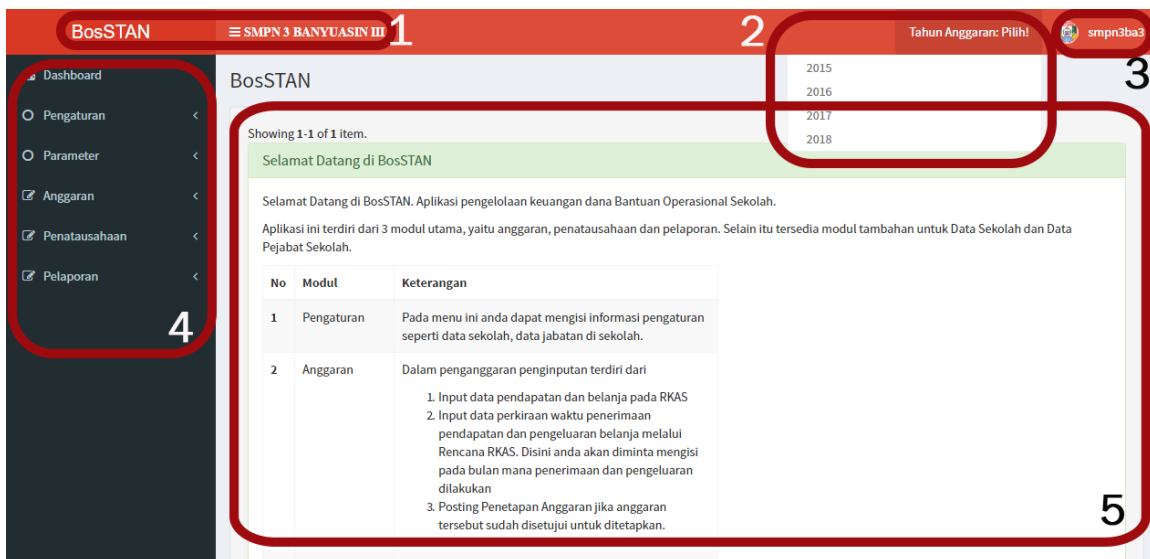 BosSTAN
≡ SMPN 3 BANYUASIN III
1
2
Tahun Anggaran: Pilih!
smpn3ba3
3
2015
2016
2017
2018
Dashboard
Pengaturan
Parameter
Anggaran
Penatausahaan
Pelaporan
4
BosSTAN
Showing 1-1 of 1 item.
Selamat Datang di BosSTAN
Selamat Datang di BosSTAN. Aplikasi pengelolaan keuangan dana Bantuan Operasional Sekolah.
Aplikasi ini terdiri dari 3 modul utama, yaitu anggaran, penatausahaan dan pelaporan. Selain itu tersedia modul tambahan untuk Data Sekolah dan Data
Pejabat Sekolah.
No Modul Keterangan
1 Pengaturan Pada menu ini anda dapat mengisi informasi pengaturan
seperti data sekolah, data jabatan di sekolah.
2 Anggaran Dalam penganggaran penginputan terdiri dari
1. Input data pendapatan dan belanja pada RKAS
2. Input data perkiraan waktu penerimaan
pendapatan dan pengeluaran belanja melalui
Rencana RKAS. Disini anda akan diminta mengisi
pada bulan mana penerimaan dan pengeluaran
dilakukan
3. Posting Penetapan Anggaran jika anggaran
tersebut sudah disetujui untuk ditetapkan.
5